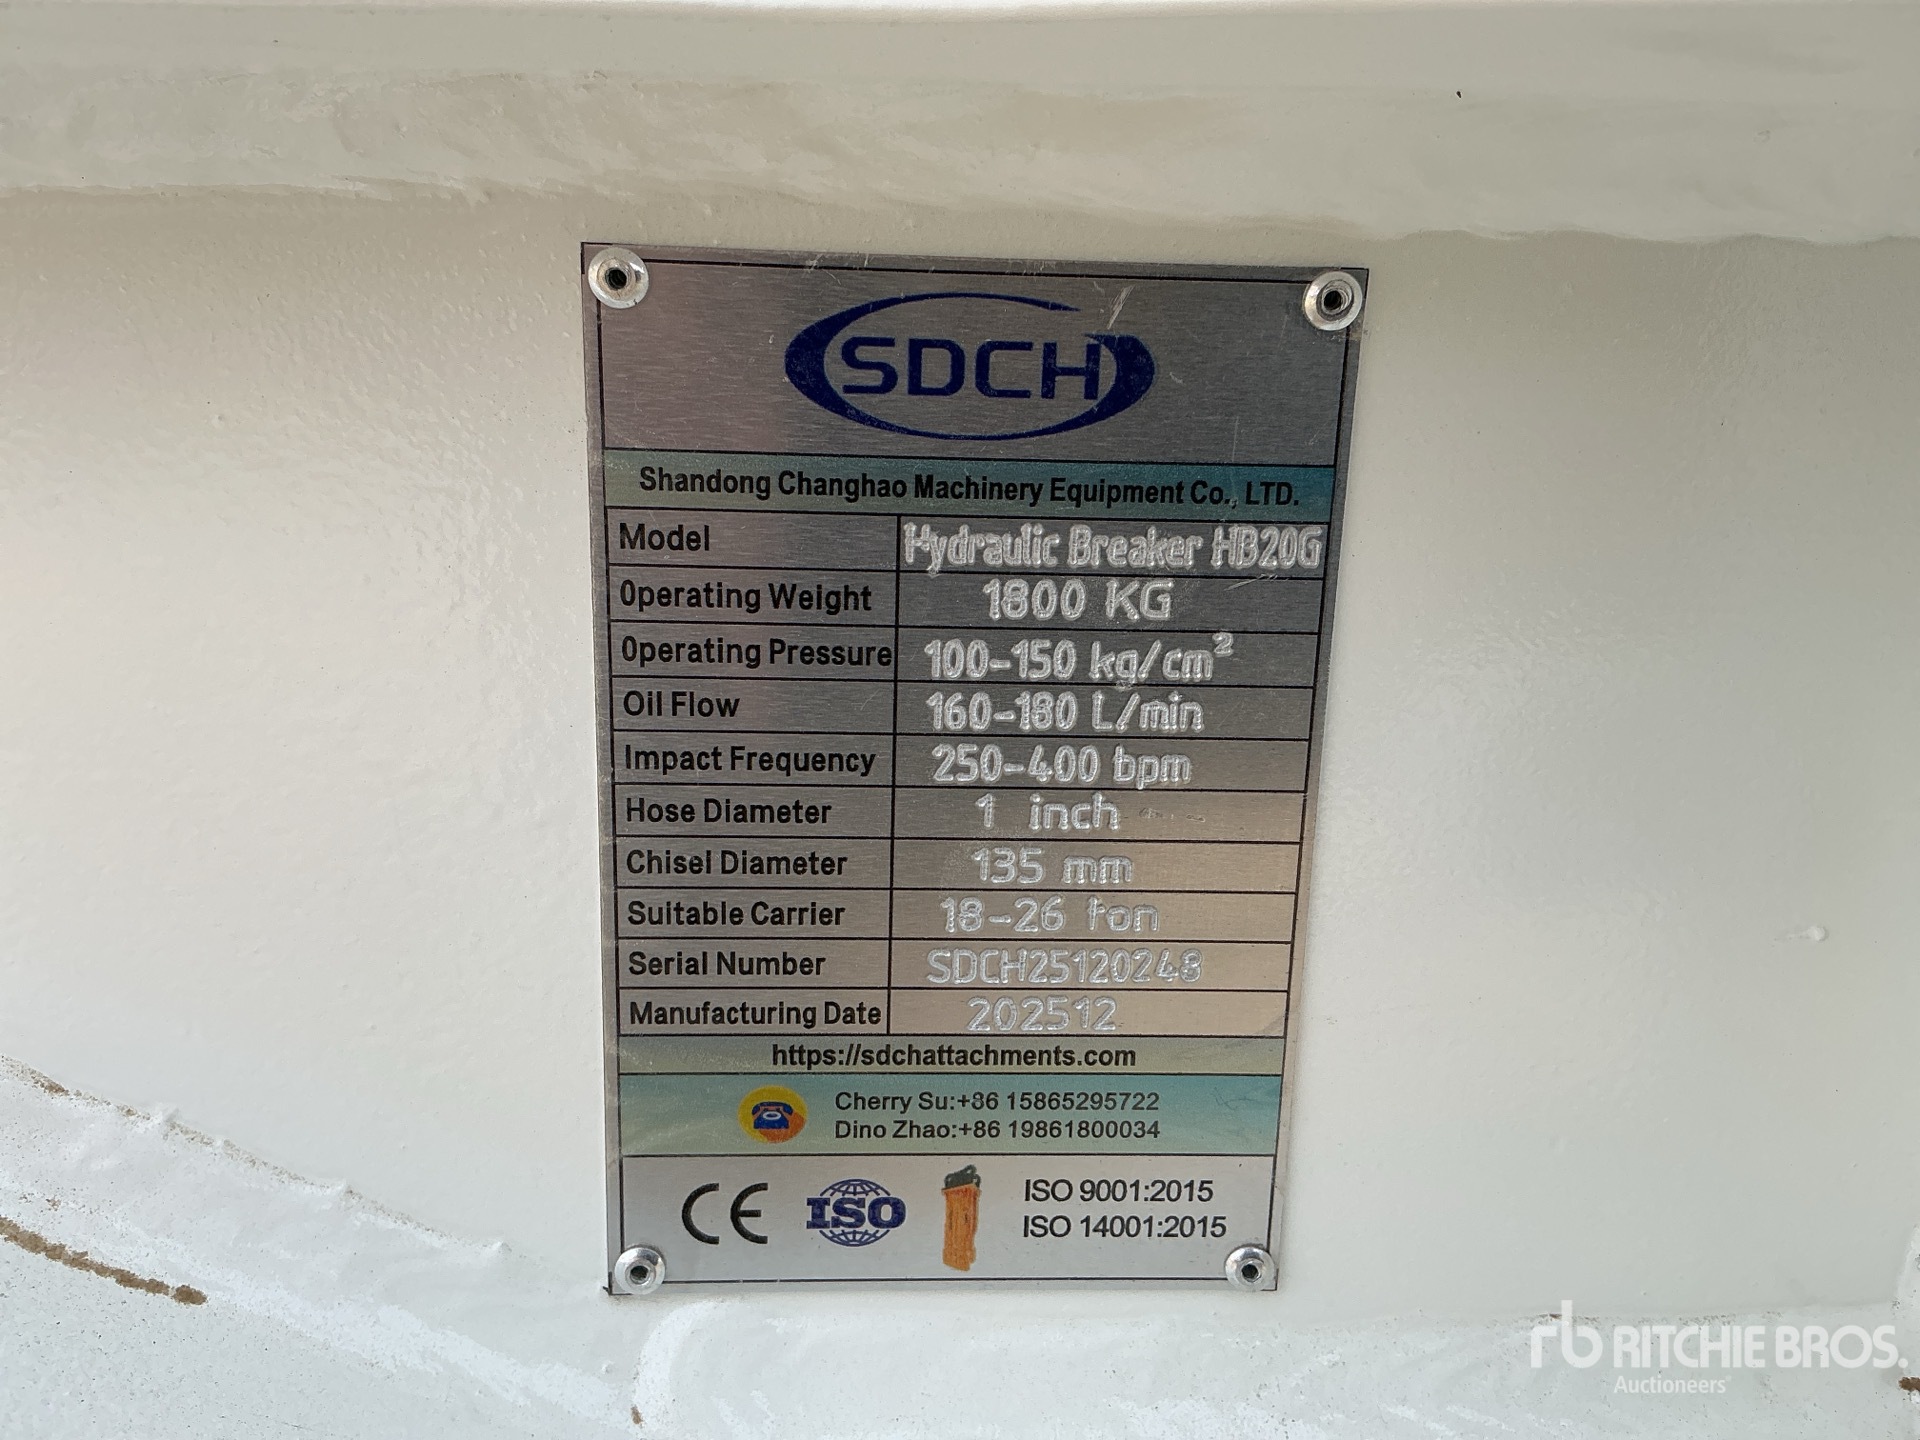 SDCH
Shandong Changhao Machinery Equipment Co., LTD.
Model Hydraulic Breaker HB20G
Operating Weight 1800 KG
Operating Pressure 100-150 kg/cm²
Oil Flow 160-180 L/min
Impact Frequency 250-400 bpm
Hose Diameter 1 inch
Chisel Diameter 135 mm
Suitable Carrier 18-26 ton
Serial Number SDCH25120248
Manufacturing Date 202512
https://sdchattachments.com
Cherry Su:+86 15865295722
Dino Zhao:+86 19861800034
CE ISO ISO 9001:2015
ISO 14001:2015
rb RITCHIE BROS.
Auctioneers